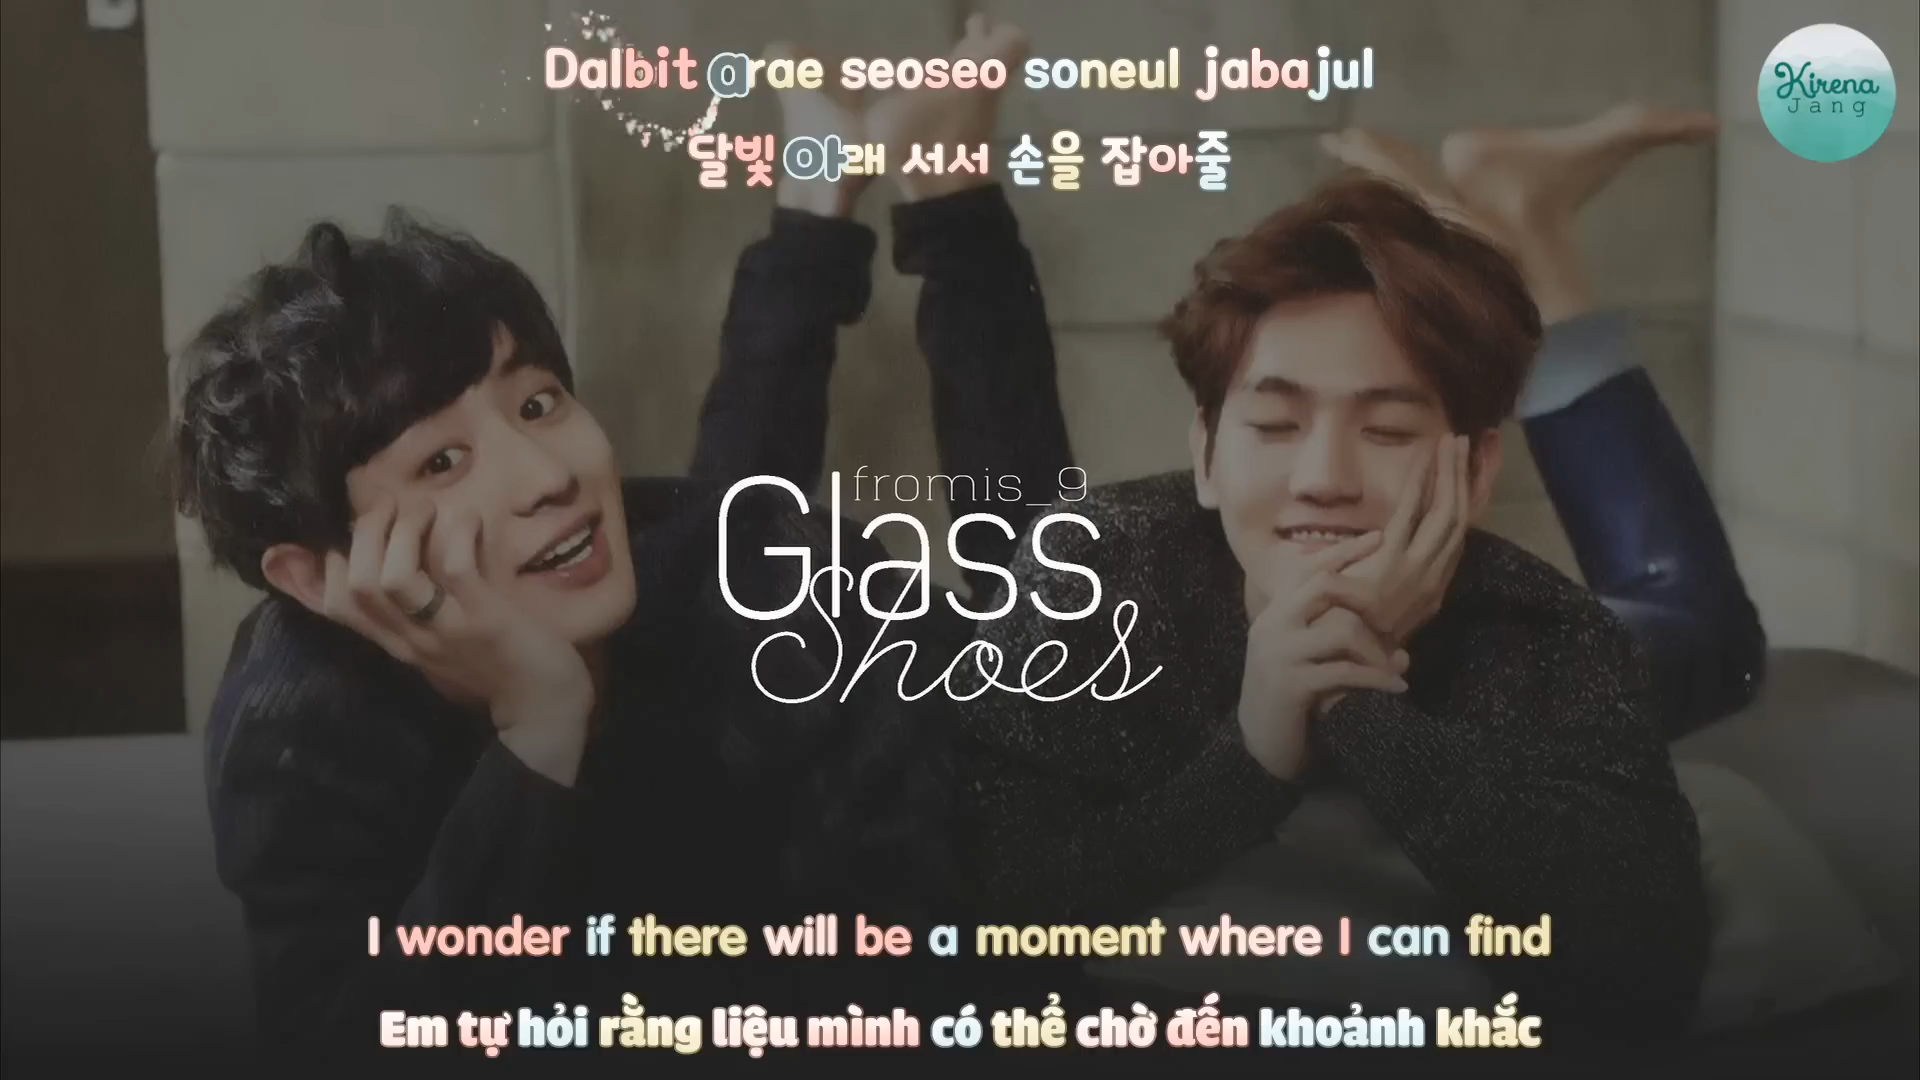 Dalbit arae seoseo soneul jabajul
달빛 아래 서서 손을 잡아줄
Kirena
Jang
fromis_9
Glass
Shoes
I wonder if there will be a moment where I can find
Em tự hỏi rằng liệu mình có thể chờ đến khoảnh khắc